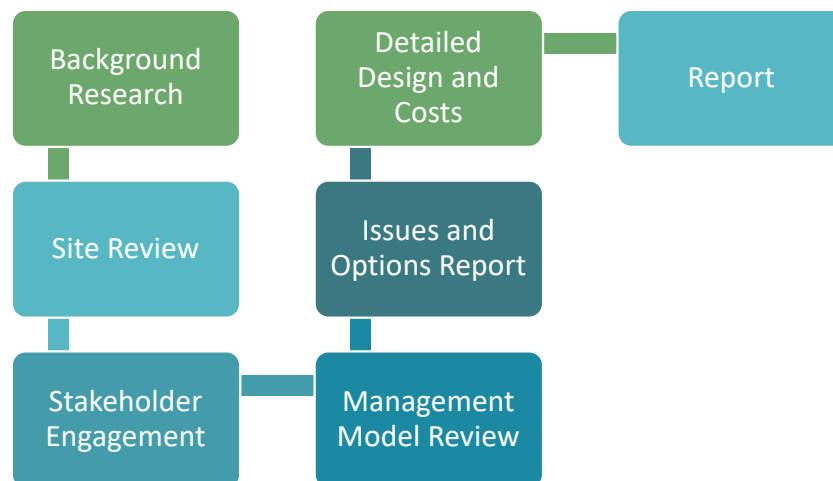 Background
Research
Site Review
Stakeholder
Engagement
Management
Model Review
Issues and
Options Report
Detailed
Design and
Costs
Report